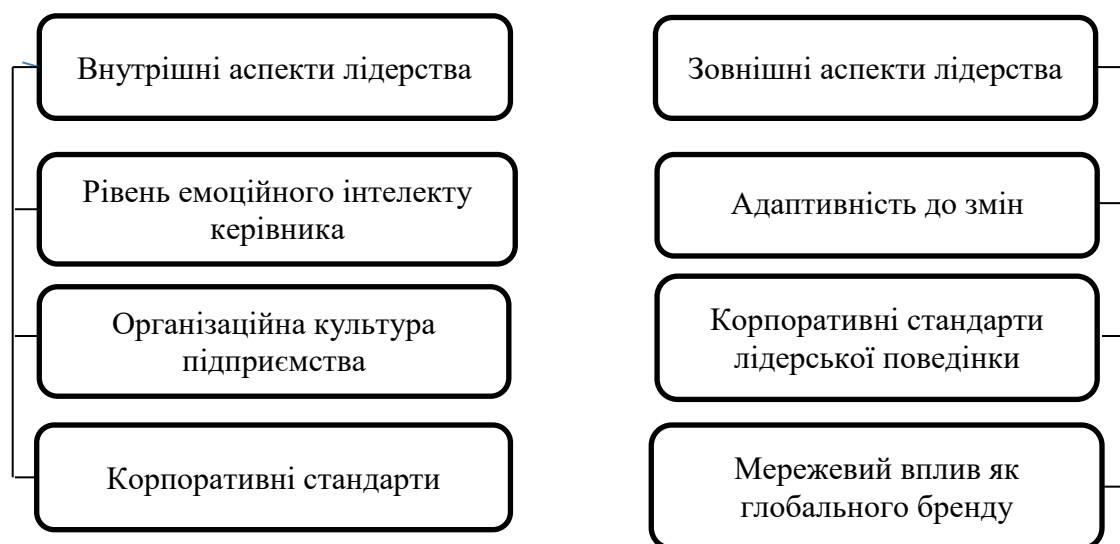 Внутрішні аспекти лідерства
Рівень емоційного інтелекту
керівника
Організаційна культура
підприємства
Корпоративні стандарти
Зовнішні аспекти лідерства
Адаптивність до змін
Корпоративні стандарти
лідерської поведінки
Мережевий вплив як
глобального бренду